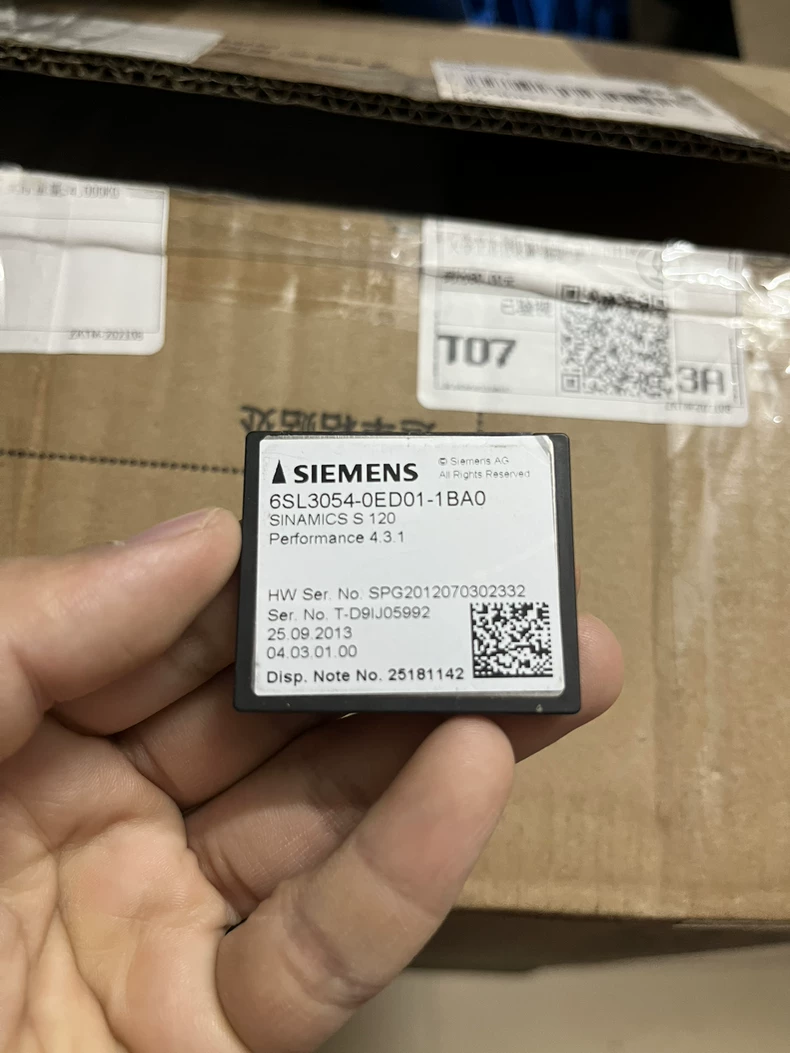 T07
已验视
3A
SIEMENS
© Siemens AG
All Rights Reserved
6SL3054-0ED01-1BA0
SINAMICS S 120
Performance 4.3.1
HW Ser. No. SPG2012070302332
Ser. No. T-D9IJ05992
25.09.2013
04.03.01.00
Disp. Note No. 25181142